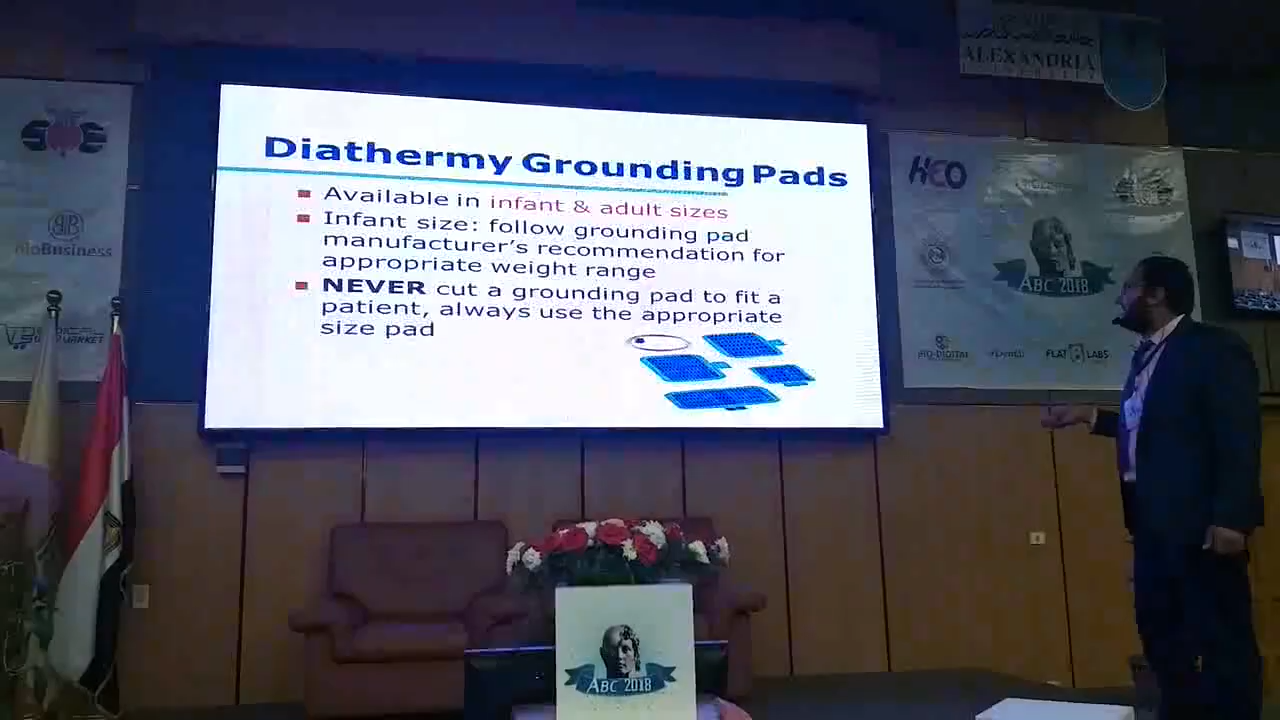 ALEXANDRIA
UNIVERSITY
Diathermy Grounding Pads
Available in infant & adult sizes
Infant size: follow grounding pad
manufacturer's recommendation for
appropriate weight range
NEVER cut a grounding pad to fit a
patient, always use the appropriate
size pad
BioBusiness
HEO
ABC 2018
FLAT LABS
ABC 2018